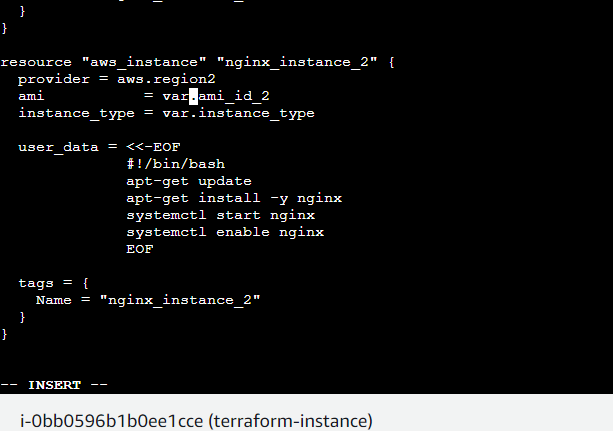 }
}

resource "aws_instance" "nginx_instance_2" {
  provider = aws.region2
  ami           = var.ami_id_2
  instance_type = var.instance_type

  user_data = <<-EOF
              #!/bin/bash
              apt-get update
              apt-get install -y nginx
              systemctl start nginx
              systemctl enable nginx
              EOF

  tags = {
    Name = "nginx_instance_2"
  }
}

-- INSERT --
i-0bb0596b1b0ee1cce (terraform-instance)